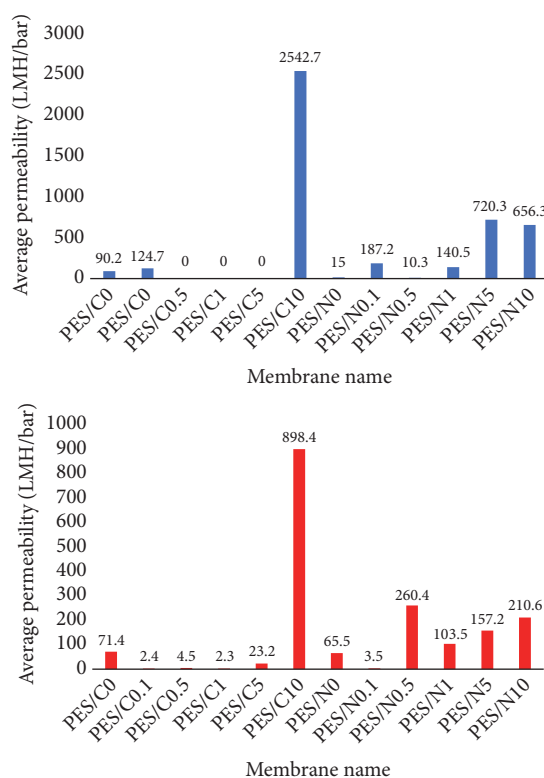 Average permeability (LMH/bar)
3000
2500
2000
1500
1000
500
0
90.2
124.7
0
0
0
2542.7
15
187.2
10.3
140.5
720.3
656.3
PES/C0
PES/C0
PES/C0.5
PES/C1
PES/C5
PES/C10
PES/N0
PES/N0.1
PES/N0.5
PES/N1
PES/N5
PES/N10
Membrane name
Average permeability (LMH/bar)
1000
900
800
700
600
500
400
300
200
100
0
71.4
2.4
4.5
2.3
23.2
898.4
65.5
3.5
260.4
103.5
157.2
210.6
PES/C0
PES/C0.1
PES/C0.5
PES/C1
PES/C5
PES/C10
PES/N0
PES/N0.1
PES/N0.5
PES/N1
PES/N5
PES/N10
Membrane name